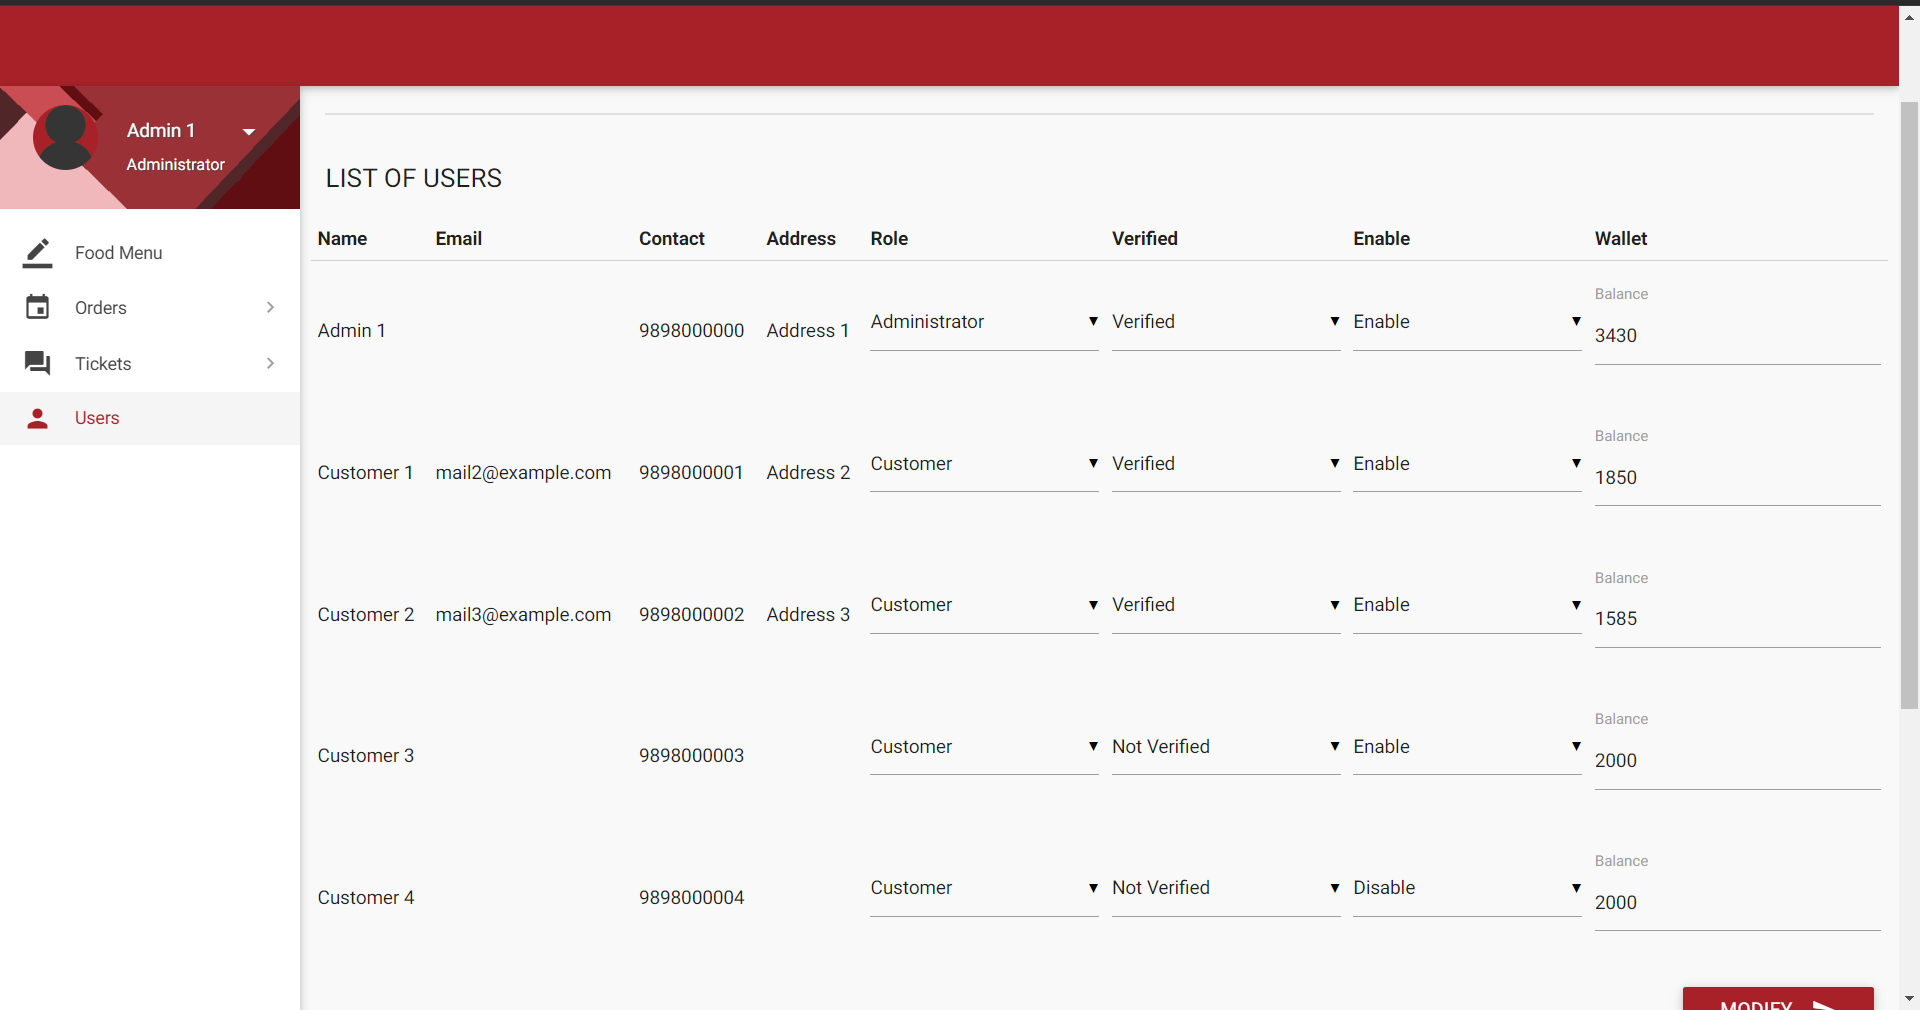 Admin 1
Administrator
Food Menu
Orders
Tickets
Users
LIST OF USERS
Name Email Contact Address Role Verified Enable Wallet
Balance
Admin 1 9898000000 Address 1 Administrator Verified Enable 3430
Balance
Customer 1 mail2@example.com 9898000001 Address 2 Customer Verified Enable 1850
Balance
Customer 2 mail3@example.com 9898000002 Address 3 Customer Verified Enable 1585
Balance
Customer 3 9898000003 Customer Not Verified Enable 2000
Balance
Customer 4 9898000004 Customer Not Verified Disable 2000
MODIFY